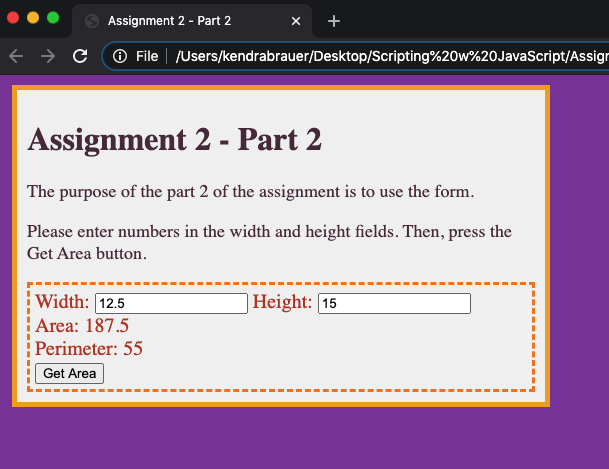 Assignment 2 - Part 2
File /Users/kendrabrauer/Desktop/Scripting%20w%20JavaScript/Assign
Assignment 2 - Part 2
The purpose of the part 2 of the assignment is to use the form.
Please enter numbers in the width and height fields. Then, press the
Get Area button.
Width: 12.5 Height: 15
Area: 187.5
Perimeter: 55
Get Area